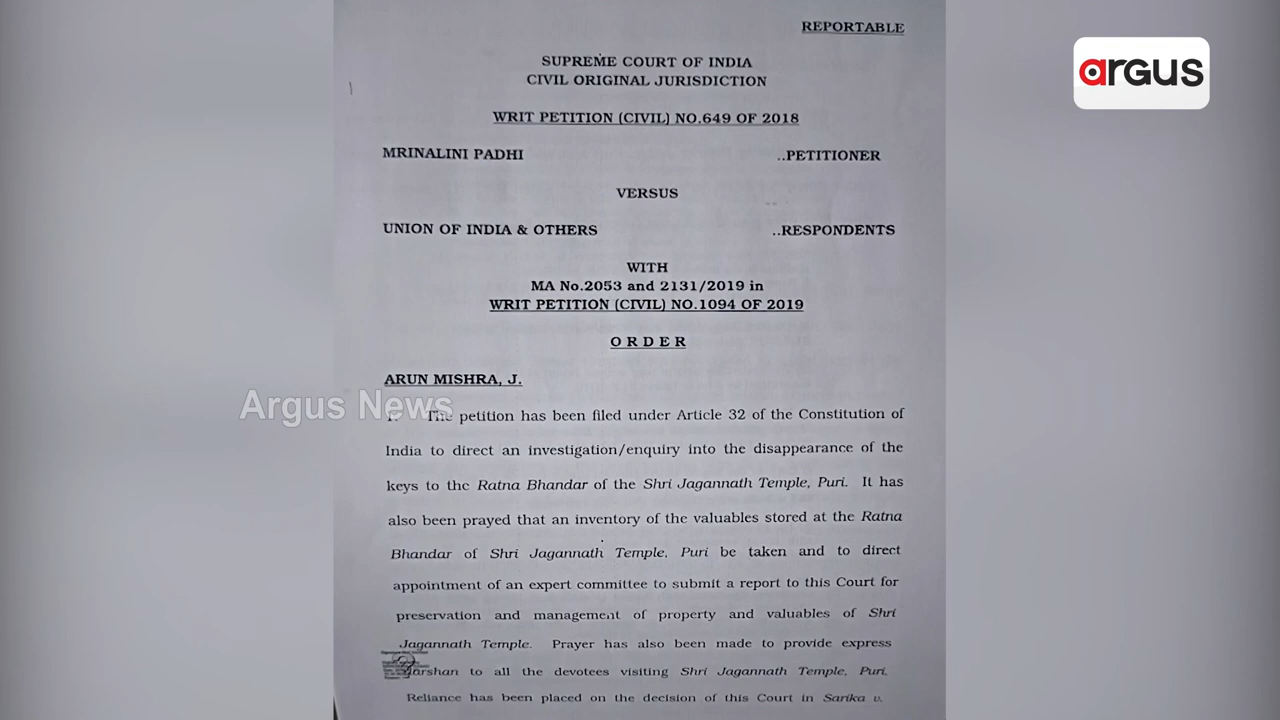 REPORTABLE
argus
SUPREME COURT OF INDIA
CIVIL ORIGINAL JURISDICTION
WRIT PETITION (CIVIL) NO.649 OF 2018
MRINALINI PADHI ..PETITIONER
VERSUS
UNION OF INDIA & OTHERS ..RESPONDENTS
WITH
MA No.2053 and 2131/2019 in
WRIT PETITION (CIVIL) NO.1094 OF 2019
O R D E R
ARUN MISHRA, J.
Argus News
1. The petition has been filed under Article 32 of the Constitution of
India to direct an investigation/enquiry into the disappearance of the
keys to the Ratna Bhandar of the Shri Jagannath Temple, Puri. It has
also been prayed that an inventory of the valuables stored at the Ratna
Bhandar of Shri Jagannath Temple, Puri be taken and to direct
appointment of an expert committee to submit a report to this Court for
preservation and management of property and valuables of Shri
Jagannath Temple. Prayer has also been made to provide express
darshan to all the devotees visiting Shri Jagannath Temple, Puri.
Reliance has been placed on the decision of this Court in Sarika v.